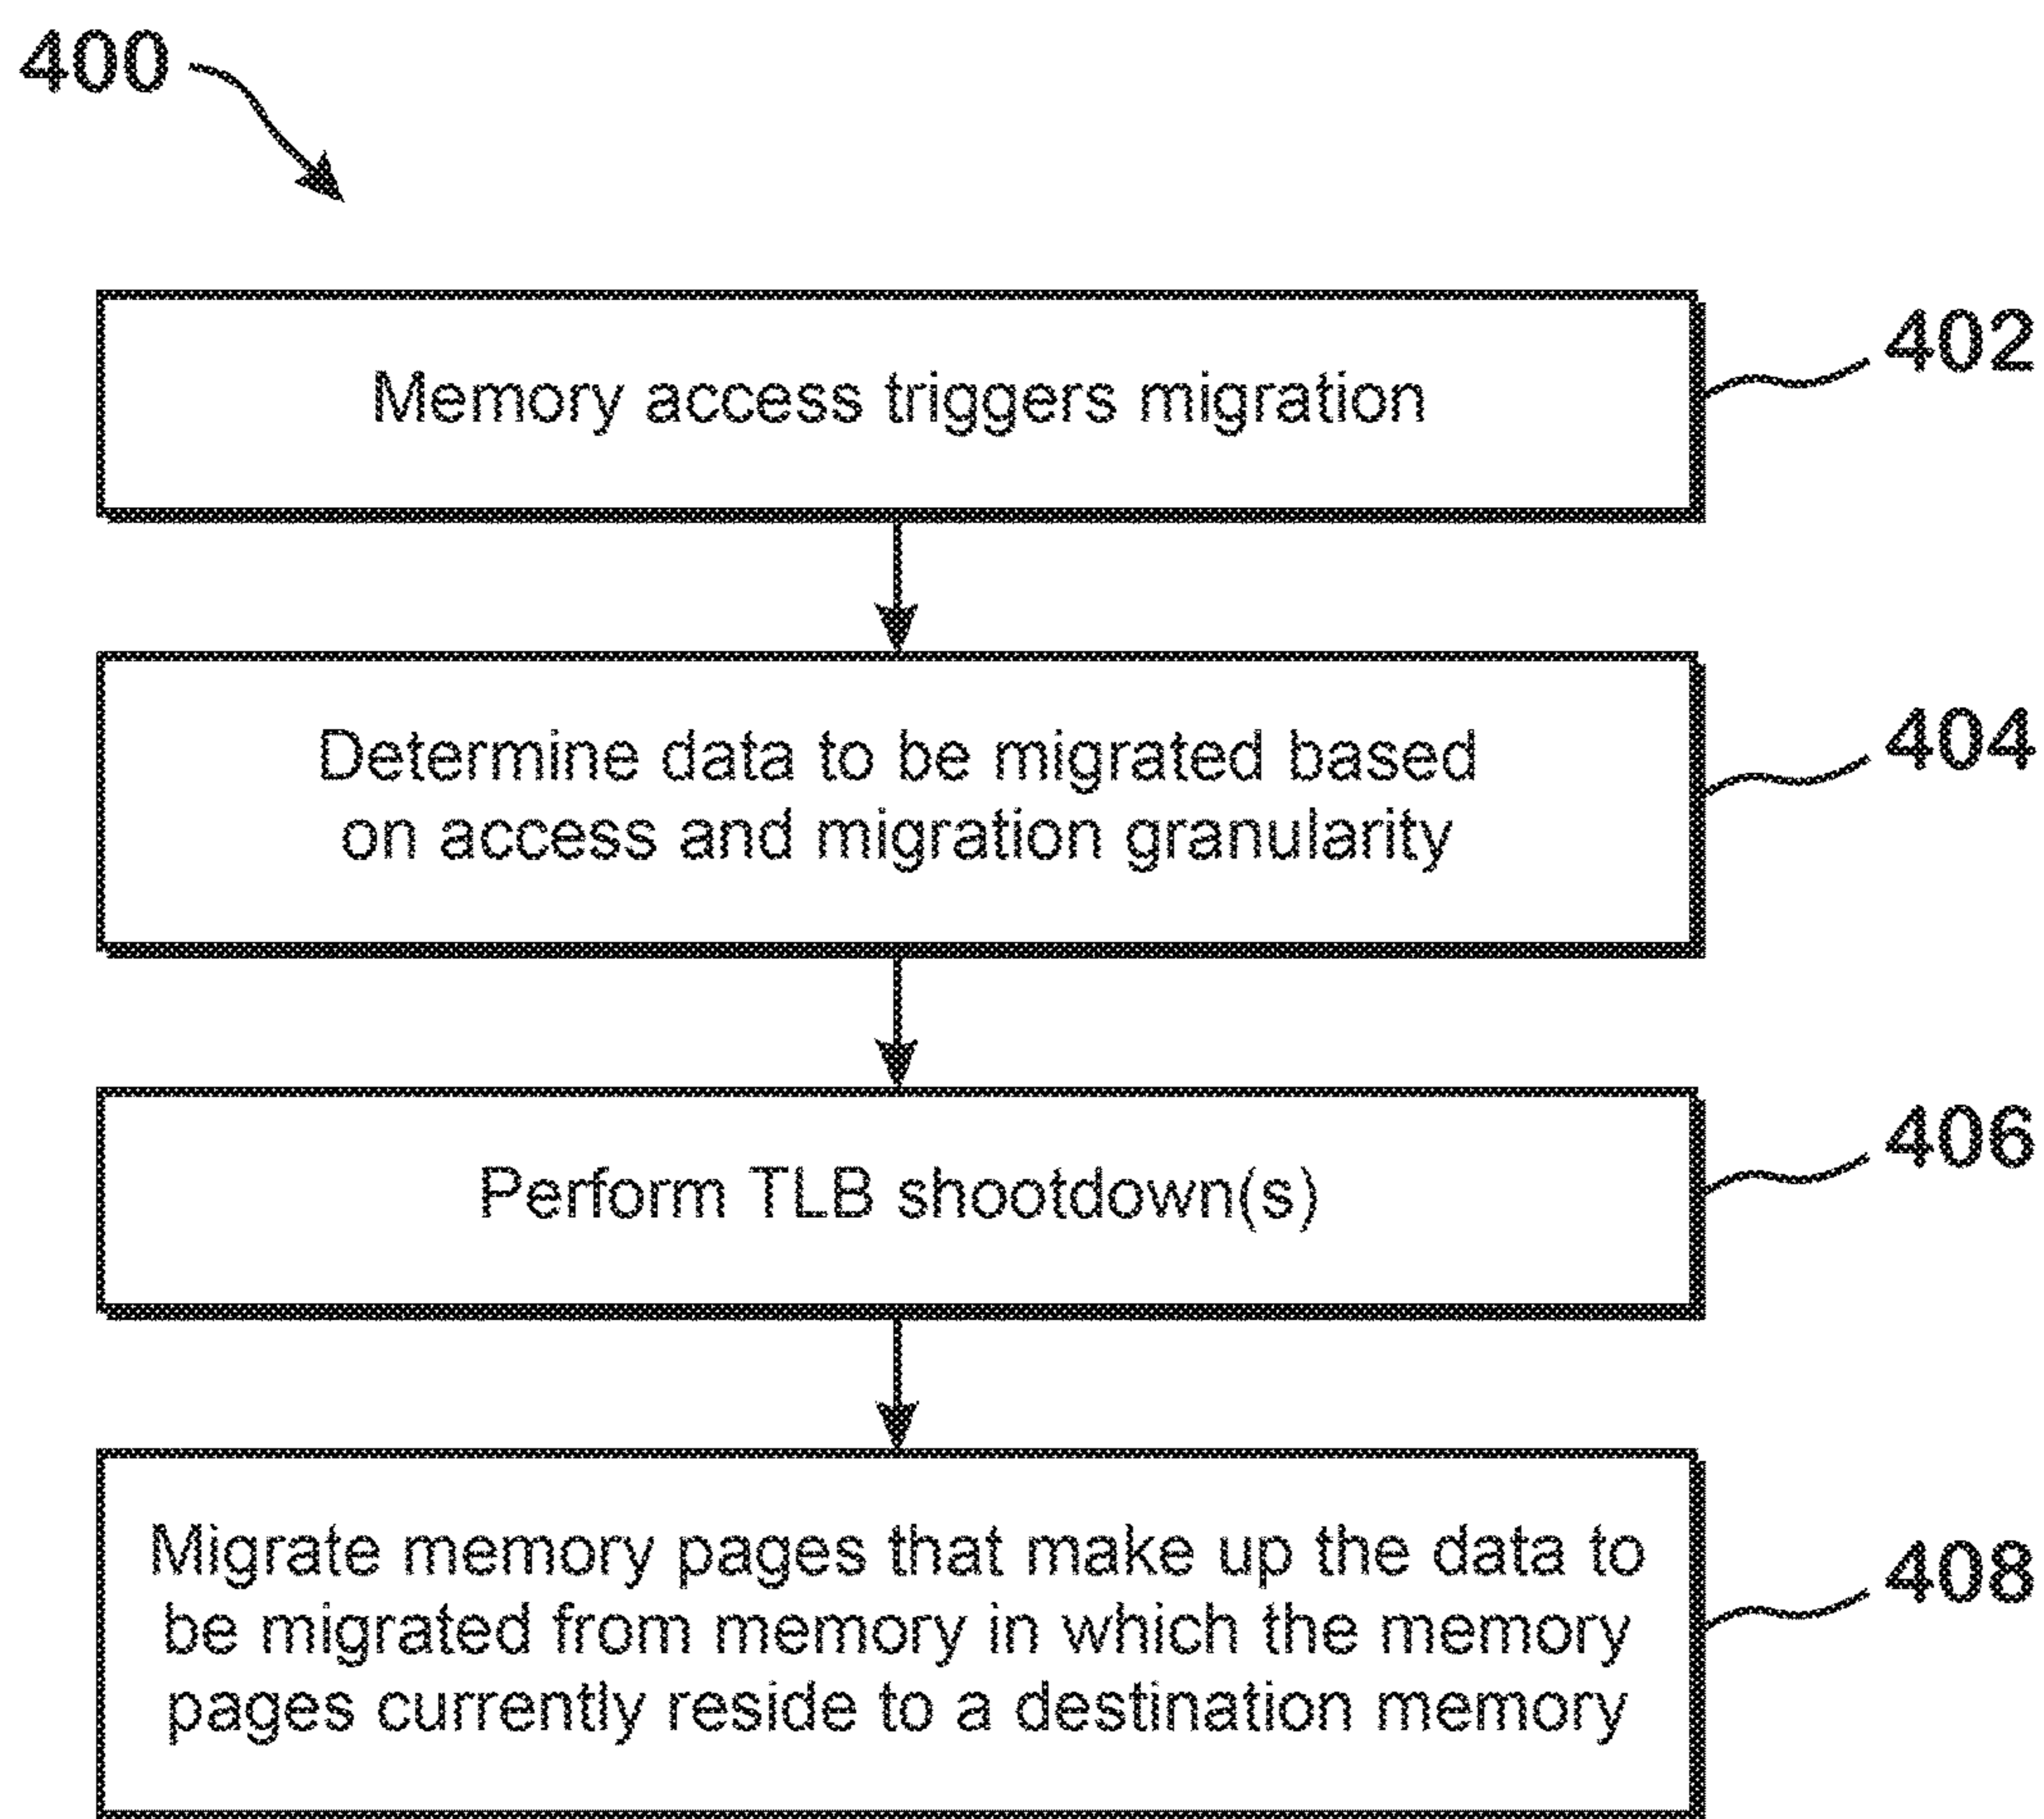 400
Memory access triggers migration
402
Determine data to be migrated based
on access and migration granularity
404
Perform TLB shootdown(s)
406
Migrate memory pages that make up the data to
be migrated from memory in which the memory
pages currently reside to a destination memory
408